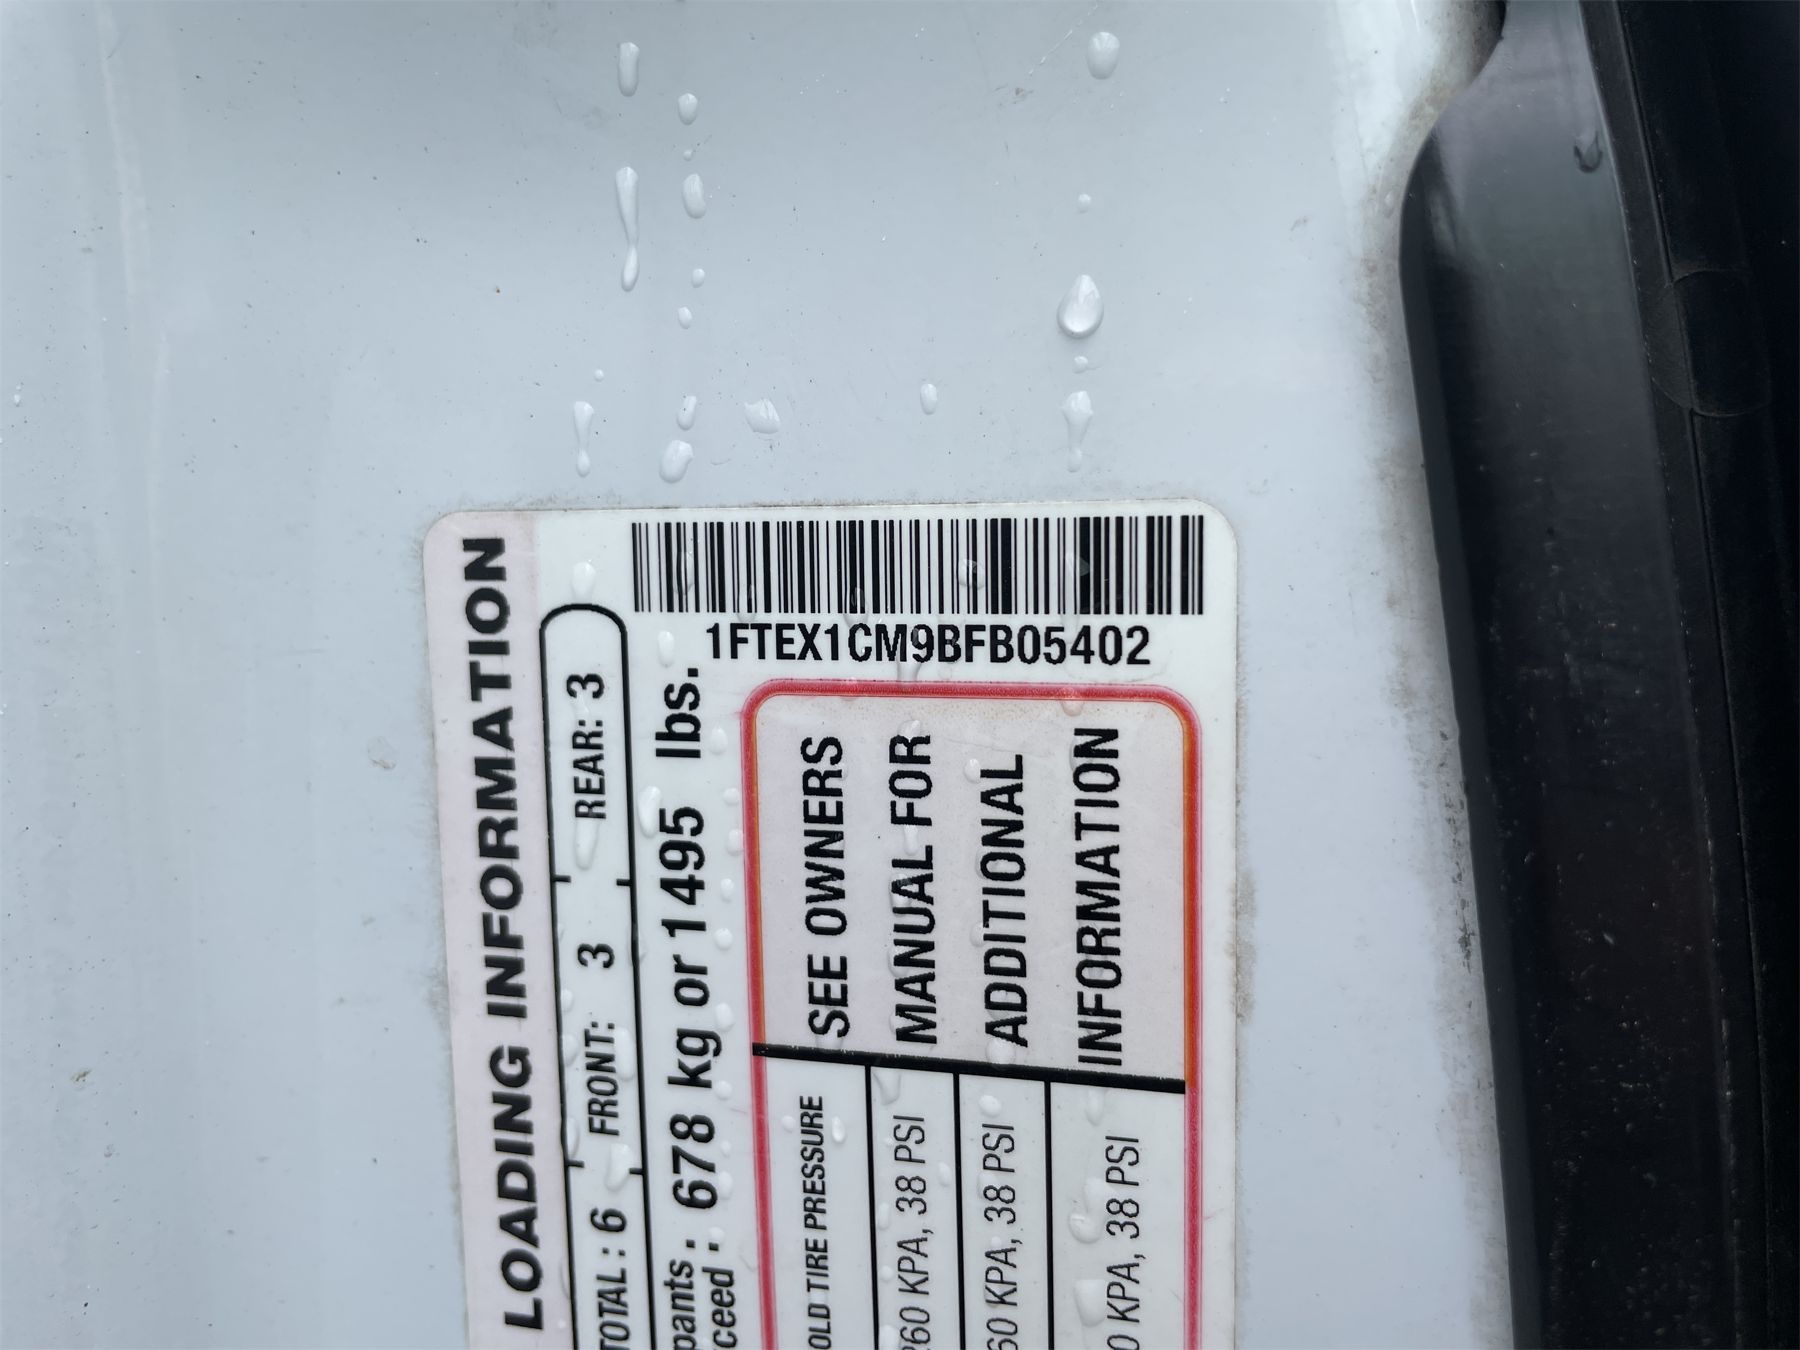 1FTEX1CM9BFB05402
LOADING INFORMATION
TOTAL : 6 FRONT: 3 REAR: 3
pants . 678 kg or 1495 lbs.
ceed .
OLD TIRE PRESSURE
260 KPA, 38 PSI
60 KPA, 38 PSI
0 KPA, 38 PSI
SEE OWNERS
MANUAL FOR
ADDITIONAL
INFORMATION